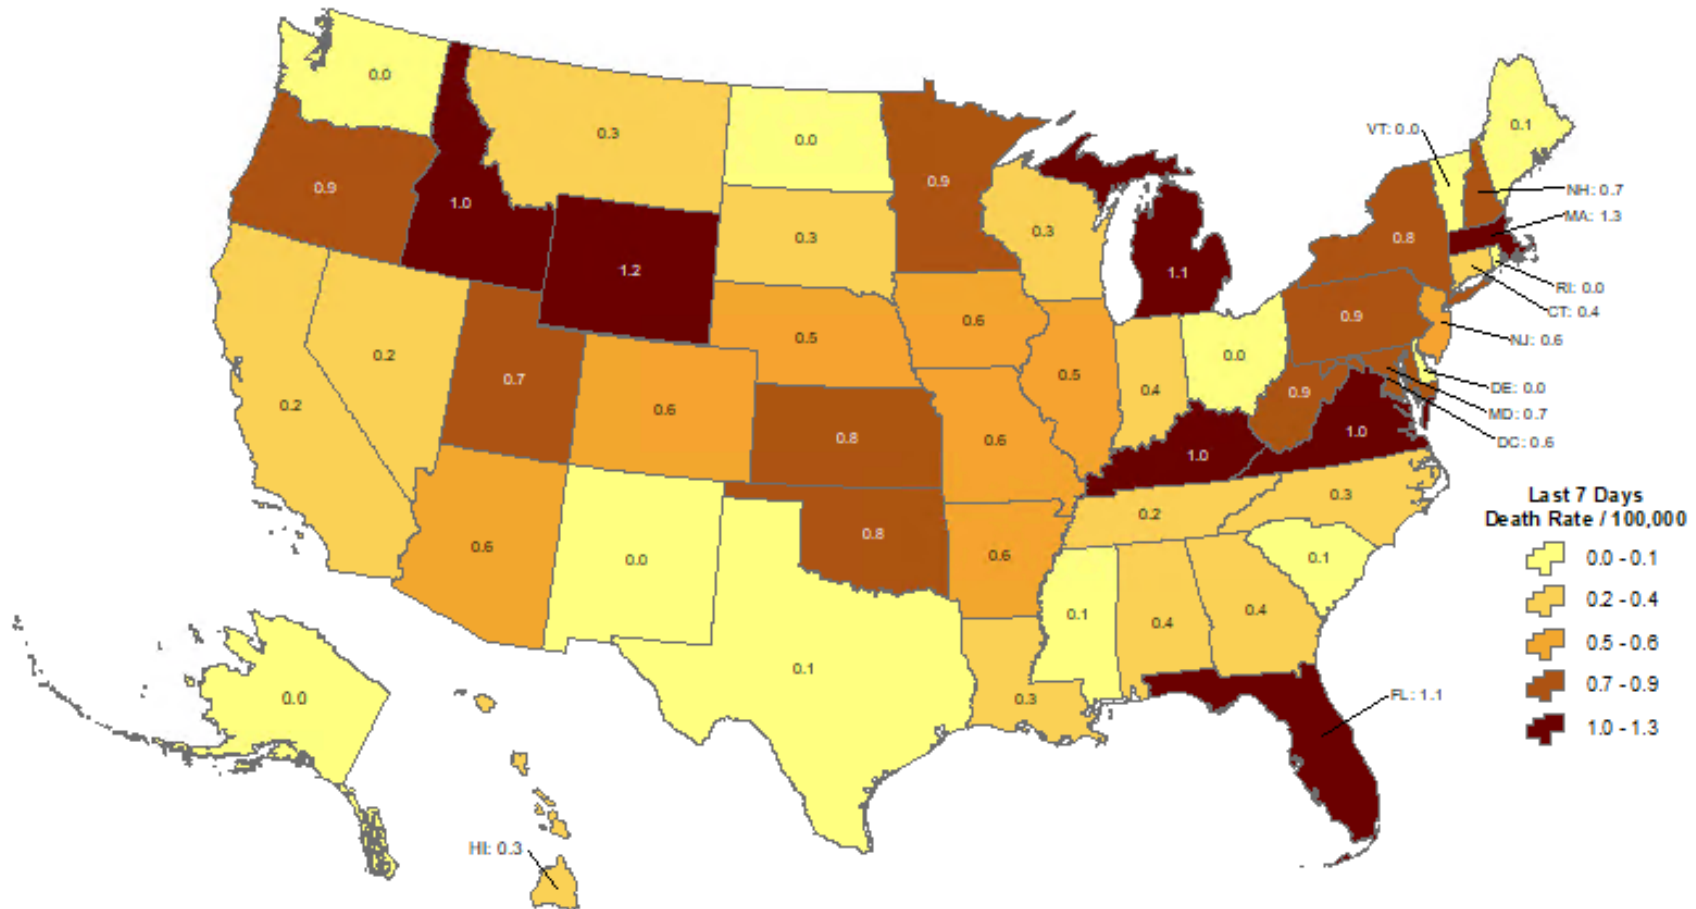 0.0
0.3
0.0
0.9
0.1
VT: 0.0
0.9
1.0
NH: 0.7
MA: 1.3
0.3
0.3
0.8
1.2
1.1
RI: 0.0
CT: 0.4
0.6
0.9
NJ: 0.6
0.5
0.2
0.0
0.7
0.5
0.4
0.9
DE: 0.0
0.2
0.6
MD: 0.7
0.8
0.6
1.0
DC: 0.6
1.0
0.3
0.2
Last 7 Days
Death Rate / 100,000
0.0 - 0.1
0.2 - 0.4
0.5 - 0.6
0.7 - 0.9
1.0 - 1.3
0.6
0.8
0.0
0.6
0.1
0.1
0.4
0.4
0.1
0.0
0.3
FL: 1.1
HI: 0.3